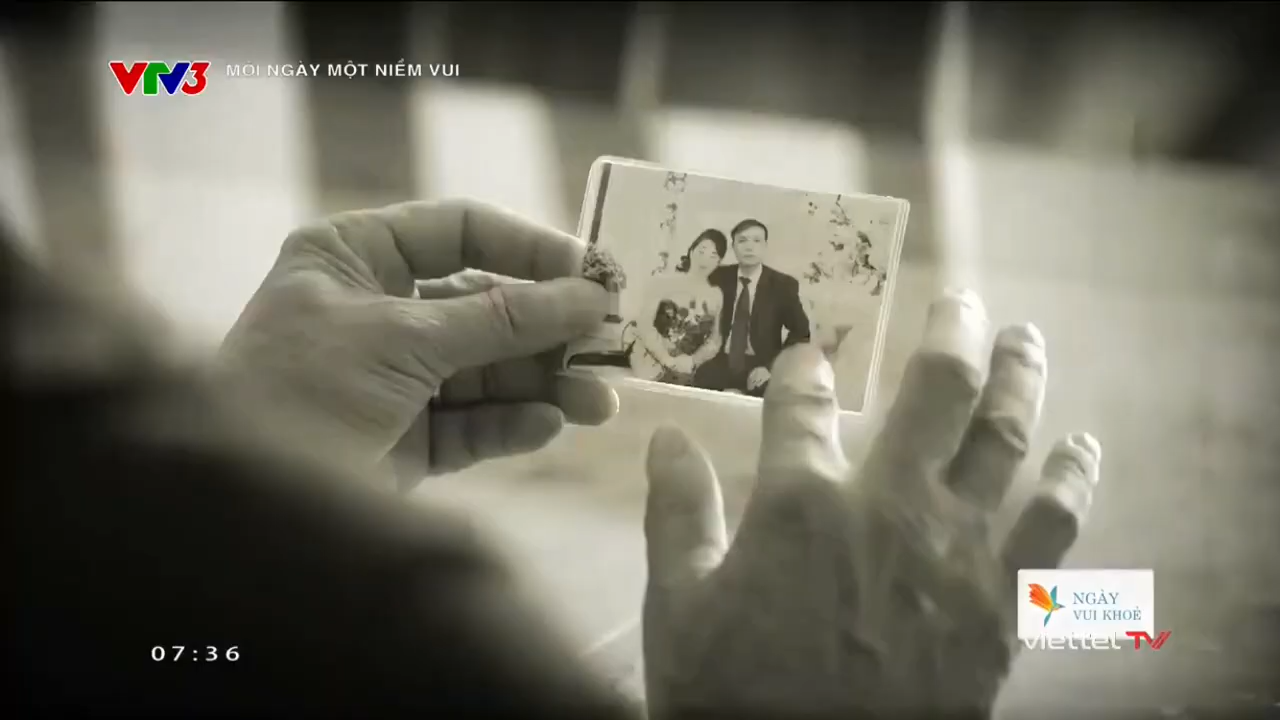 VTV3
MỖI NGÀY MỘT NIỀM VUI
NGÀY
VUI KHOẺ
viettel TV
07:36